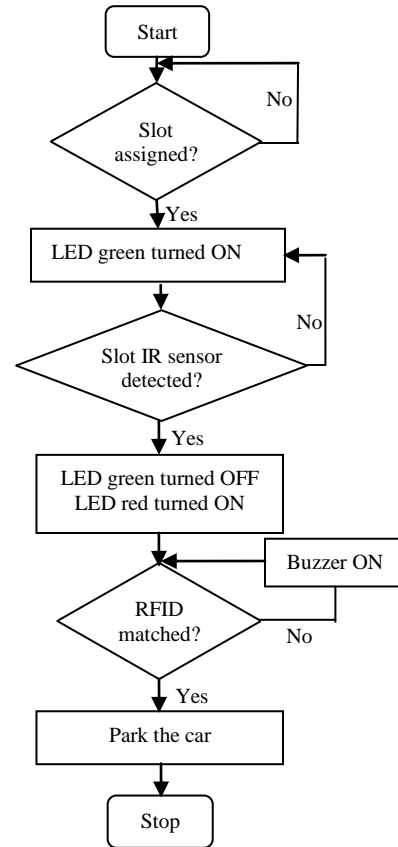 Start
No
Slot
assigned?
Yes
LED green turned ON
No
Slot IR sensor
detected?
Yes
LED green turned OFF
LED red turned ON
Buzzer ON
RFID
matched?
No
Yes
Park the car
Stop